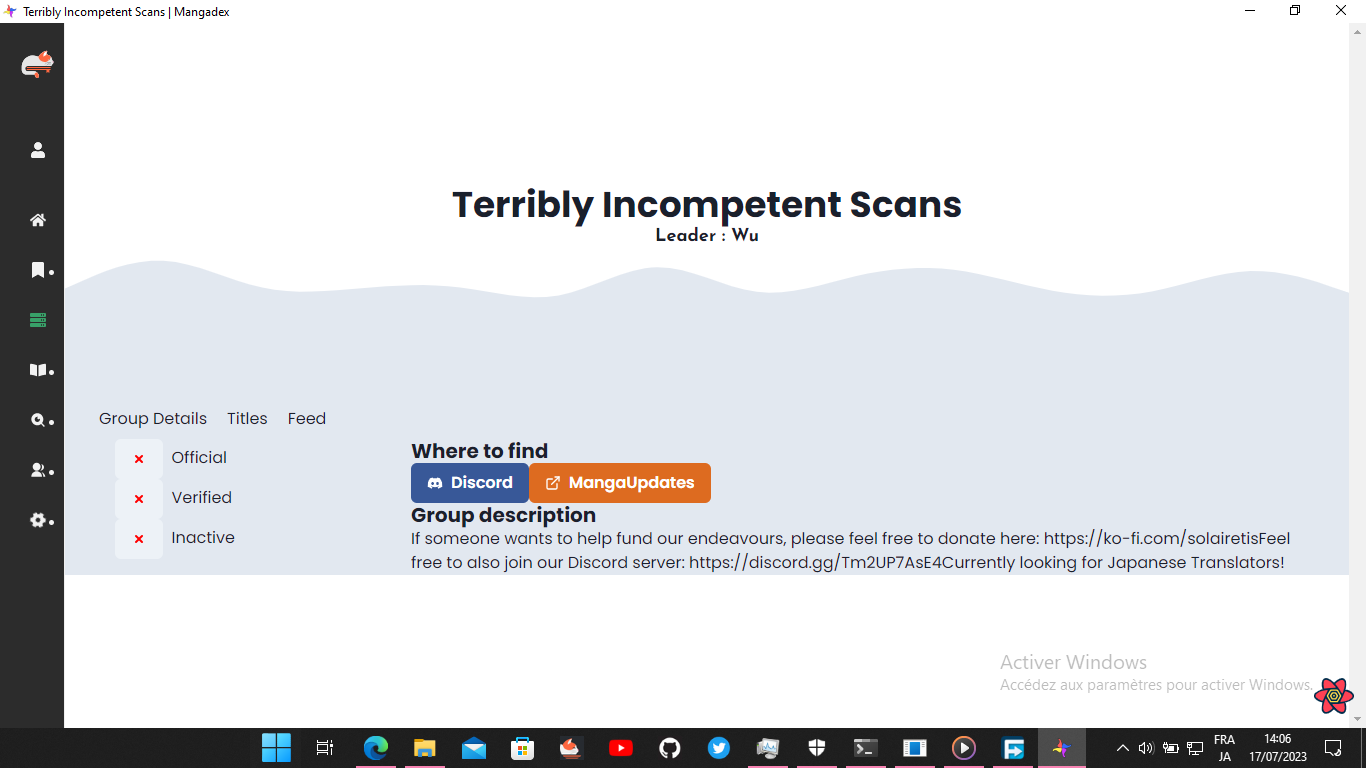 Terribly Incompetent Scans | Mangadex
Terribly Incompetent Scans
Leader : Wu
Group Details Titles Feed
Official
Verified
Inactive
Where to find
Discord MangaUpdates
Group description
If someone wants to help fund our endeavours, please feel free to donate here: https://ko-fi.com/solairetisFeel
free to also join our Discord server: https://discord.gg/Tm2UP7AsE4Currently looking for Japanese Translators!
Activer Windows
Accédez aux paramètres pour activer Windows.
FRA
JA
14:06
17/07/2023